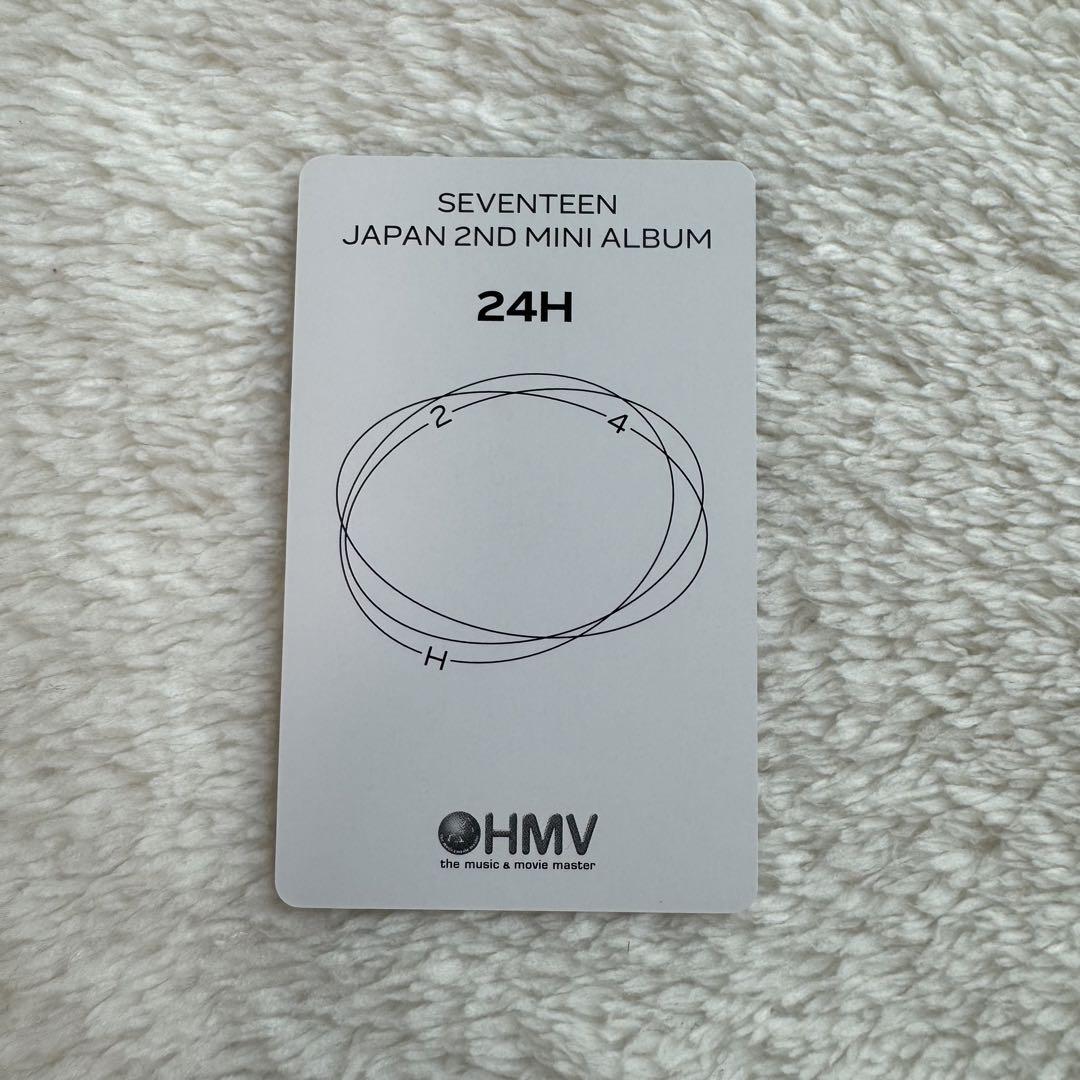 SEVENTEEN
JAPAN 2ND MINI ALBUM
24H
2
4
H
HMV
the music & movie master